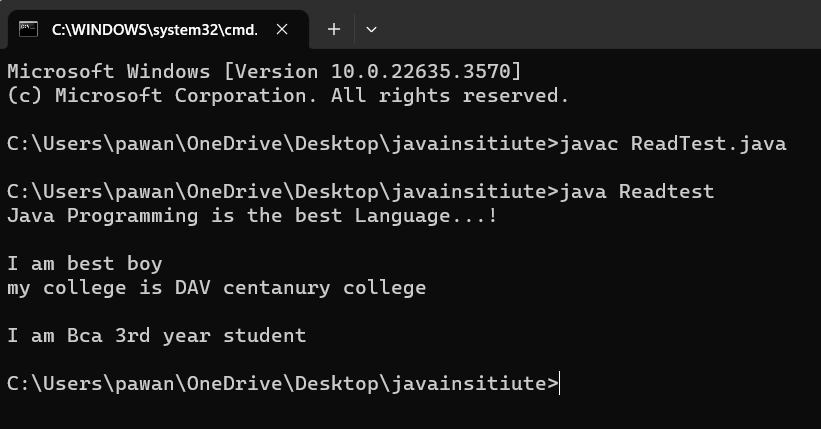 C:\WINDOWS\system32\cmd.
Microsoft Windows [Version 10.0.22635.3570]
(c) Microsoft Corporation. All rights reserved.
C:\Users\pawan\OneDrive\Desktop\javainsitiute>javac ReadTest.java
C:\Users\pawan\OneDrive\Desktop\javainsitiute>java Readtest
Java Programming is the best Language...!
I am best boy
my college is DAV centanury college
I am Bca 3rd year student
C:\Users\pawan\OneDrive\Desktop\javainsitiute>